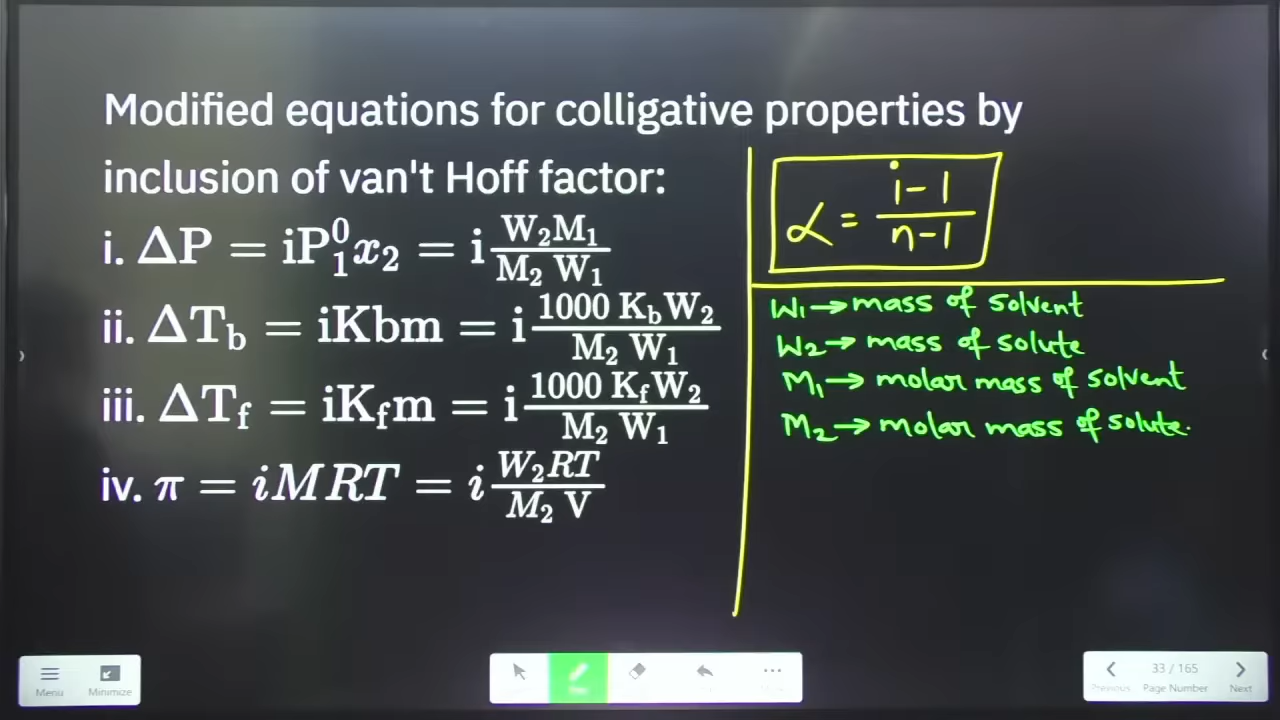 Modified equations for colligative properties by
inclusion of van't Hoff factor:
i. ΔP = iP₁⁰x₂ = i W₂M₁ / M₂ W₁
ii. ΔT_b = iKbm = i 1000 K_bW₂ / M₂ W₁
iii. ΔT_f = iK_fm = i 1000 K_fW₂ / M₂ W₁
iv. π = iMRT = i W₂RT / M₂ V
α = i-1 / n-1
W₁→mass of solvent
W₂→ mass of solute
M₁→ molar mass of solvent
M₂→ molar mass of solute.
Menu
Minimize
Previous
33 / 165
Page Number
Next